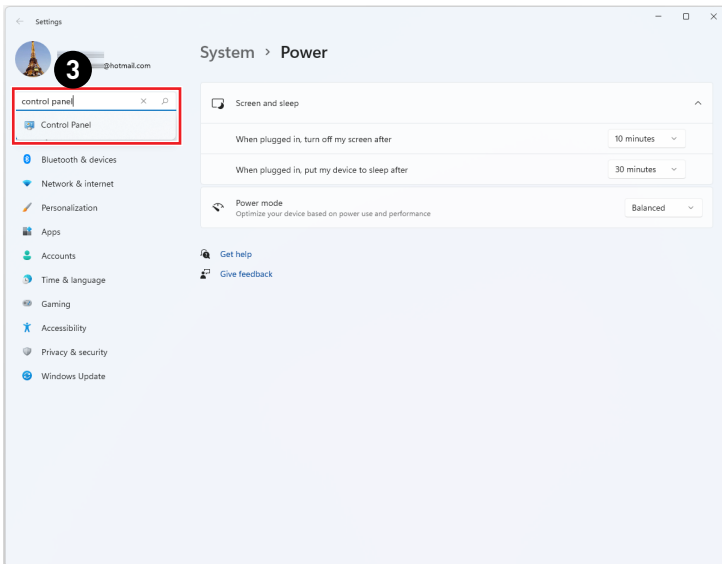 Settings
System > Power
3
@hotmail.com
control panel
Control Panel
Bluetooth & devices
Network & internet
Personalization
Apps
Accounts
Time & language
Gaming
Accessibility
Privacy & security
Windows Update
Screen and sleep
When plugged in, turn off my screen after
10 minutes
When plugged in, put my device to sleep after
30 minutes
Power mode
Optimize your device based on power use and performance
Balanced
Get help
Give feedback